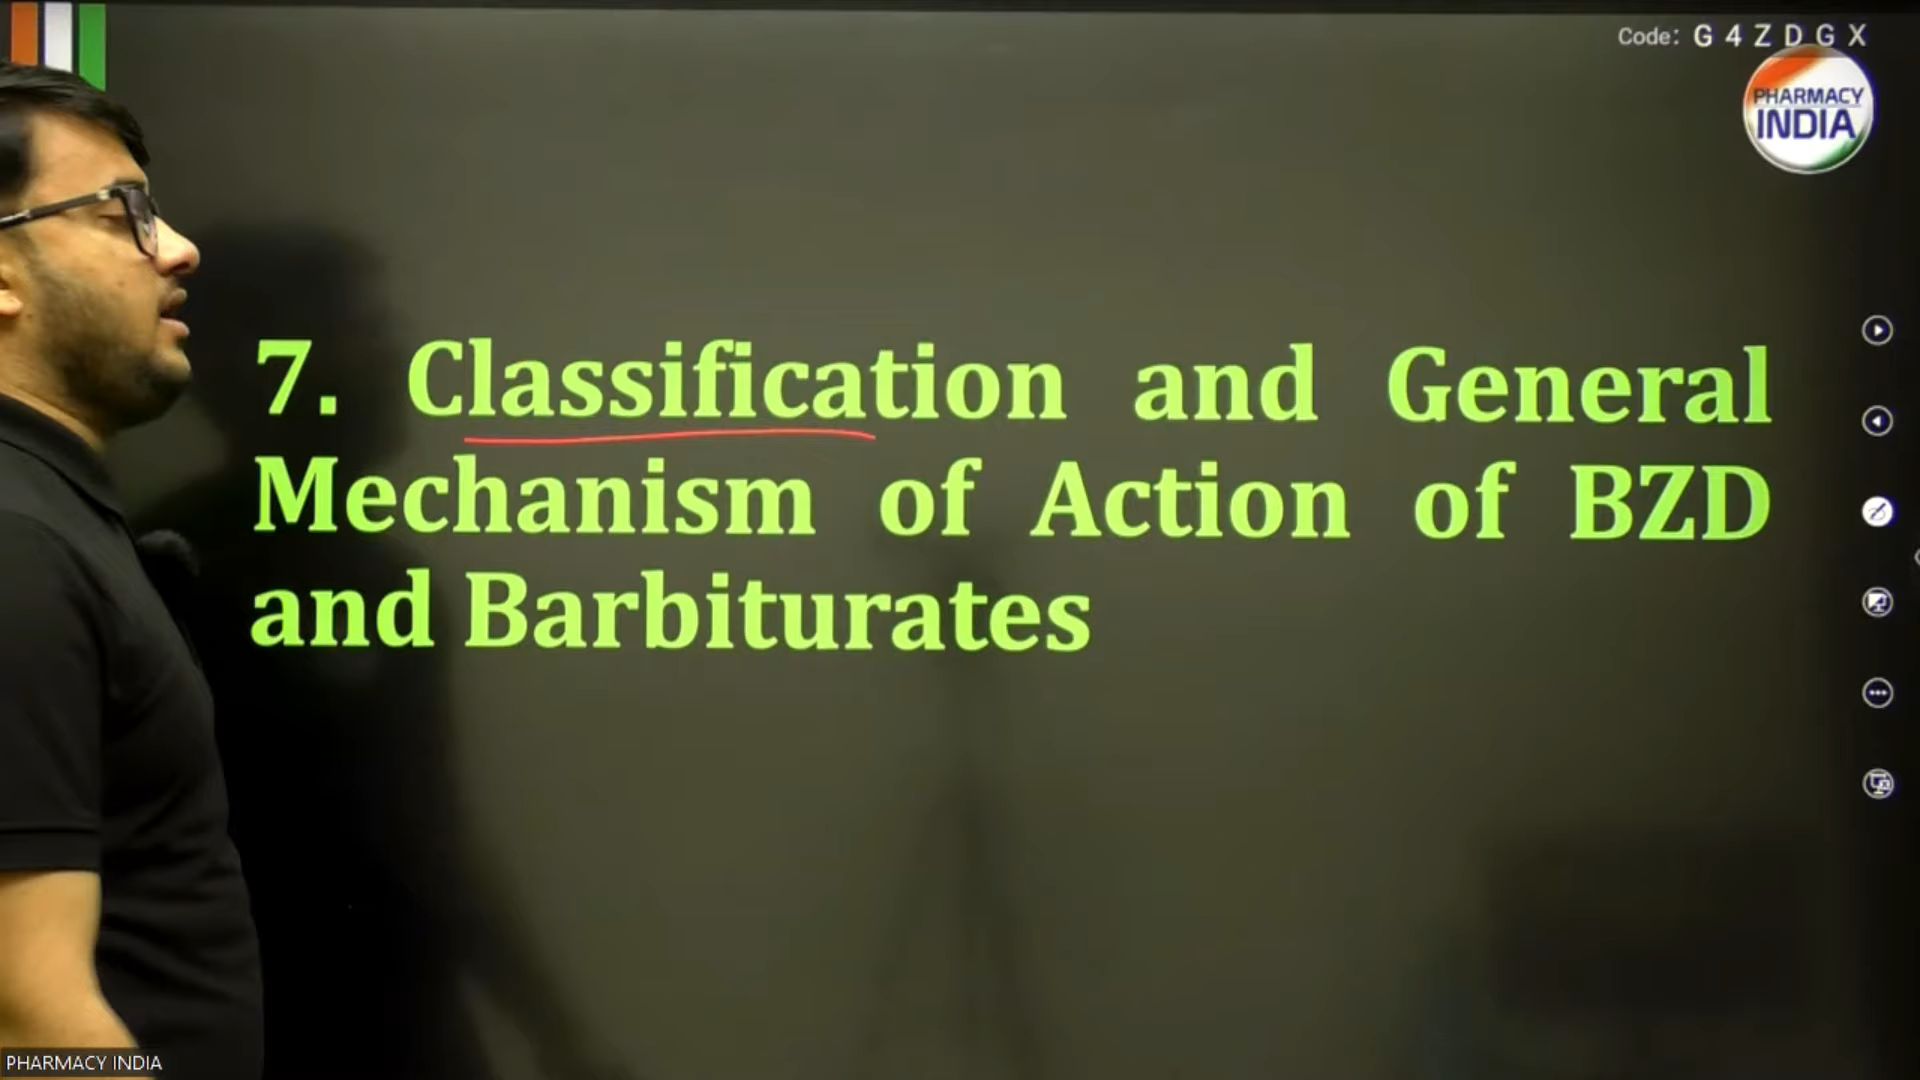 Code: G 4 Z D G X
PHARMACY
INDIA
7. Classification and General
Mechanism of Action of BZD
and Barbiturates
PHARMACY INDIA